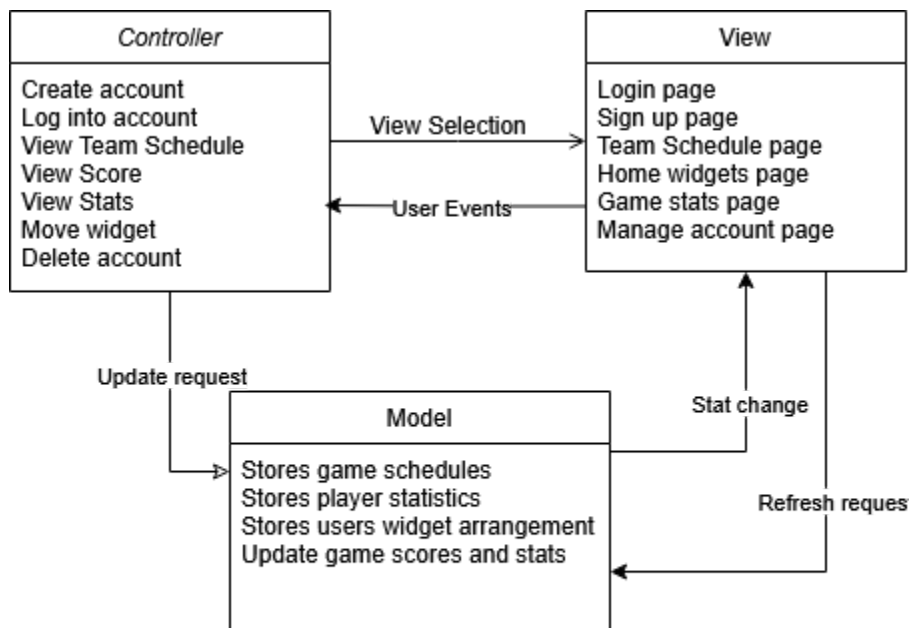 Controller
Create account
Log into account
View Team Schedule
View Score
View Stats
Move widget
Delete account
View Selection
User Events
View
Login page
Sign up page
Team Schedule page
Home widgets page
Game stats page
Manage account page
Update request
Stat change
Refresh reques
Model
Stores game schedules
Stores player statistics
Stores users widget arrangement
Update game scores and stats